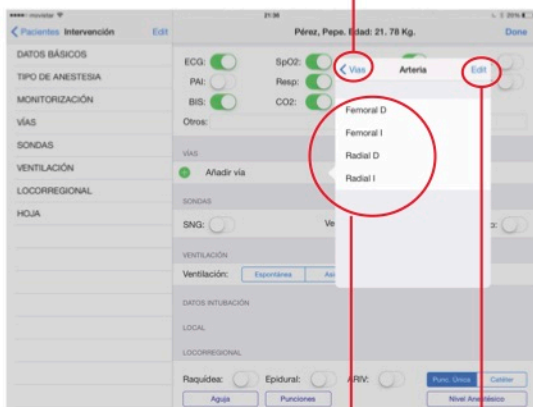 movistar 21:36 20%
Pacientes Intervención Edit
Pérez, Pepe. Edad: 21. 78 Kg. Done
DATOS BÁSICOS
TIPO DE ANESTESIA
MONITORIZACIÓN
VÍAS
SONDAS
VENTILACIÓN
LOCORREGIONAL
HOJA
ECG: SpO2:
PAI: Resp:
BIS: CO2:
Otros:
VÍAS
Añadir vía
SONDAS
SNG: Ve
VENTILACIÓN
Ventilación: Espontánea Asi
DATOS INTUBACIÓN
LOCAL
LOCORREGIONAL
Raquídea: Epidural: ARIV: Punc. Única Catéter
Aguja Punciones Nivel Anestésico
Vías Arteria Edit
Femoral D
Femoral I
Radial D
Radial I